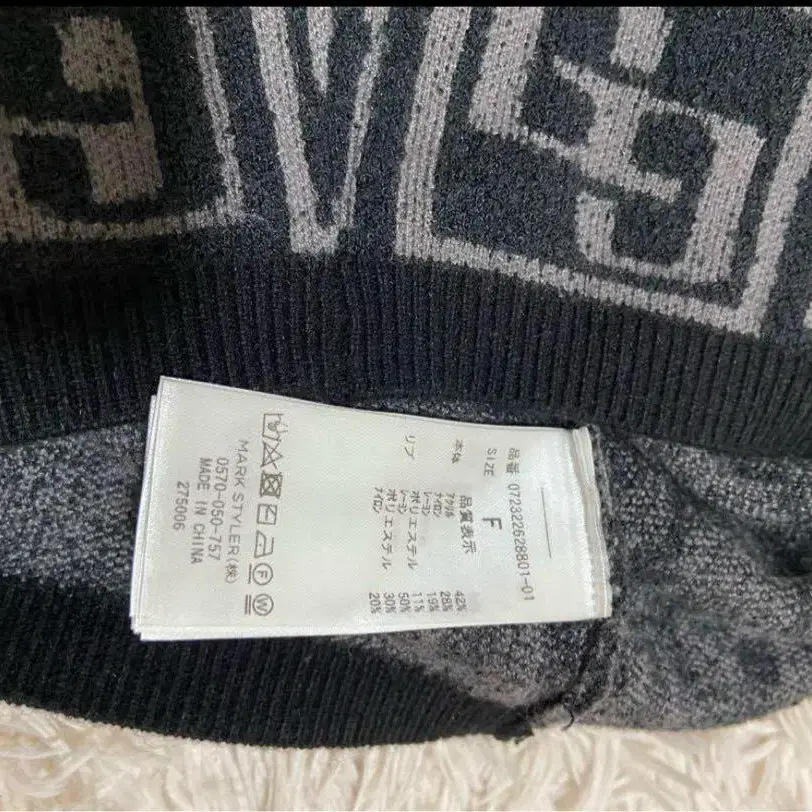 品番 072322628801-01
SIZE F
品質表示
本体 アクリル 42%
レーヨン 28%
ナイロン 19%
ポリエステル 11%
リブ レーヨン 50%
ポリエステル 30%
ナイロン 20%
MARK STYLER(株)
0570-050-757
MADE IN CHINA
275006